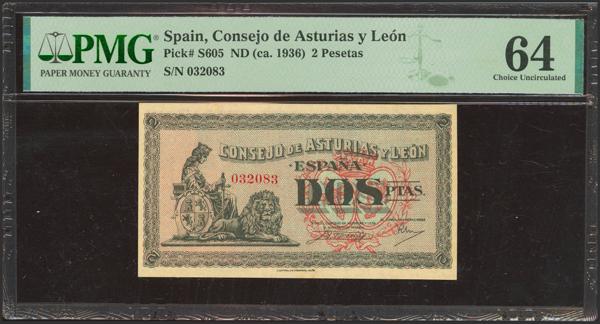 PMG
PAPER MONEY GUARANTY
Spain, Consejo de Asturias y León
Pick# S605 ND (ca. 1936) 2 Pesetas
S/N 032083
64
Choice Uncirculated
CONSEJO DE ASTURIAS Y LEÓN
ESPAÑA
032083
DOS PTAS.